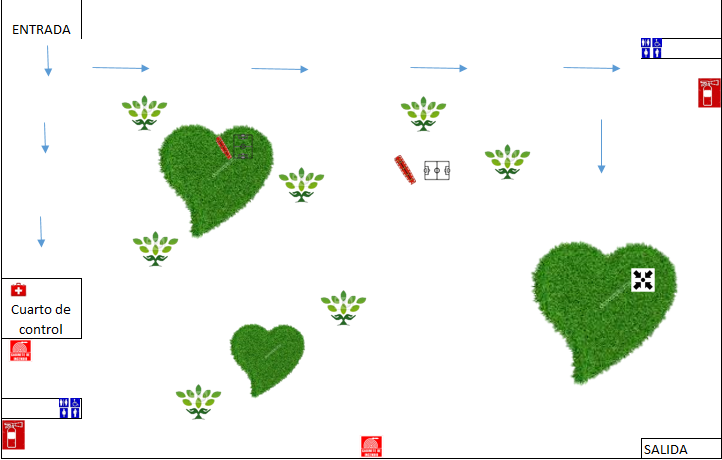 ENTRADA
Cuarto de
control
SALIDA